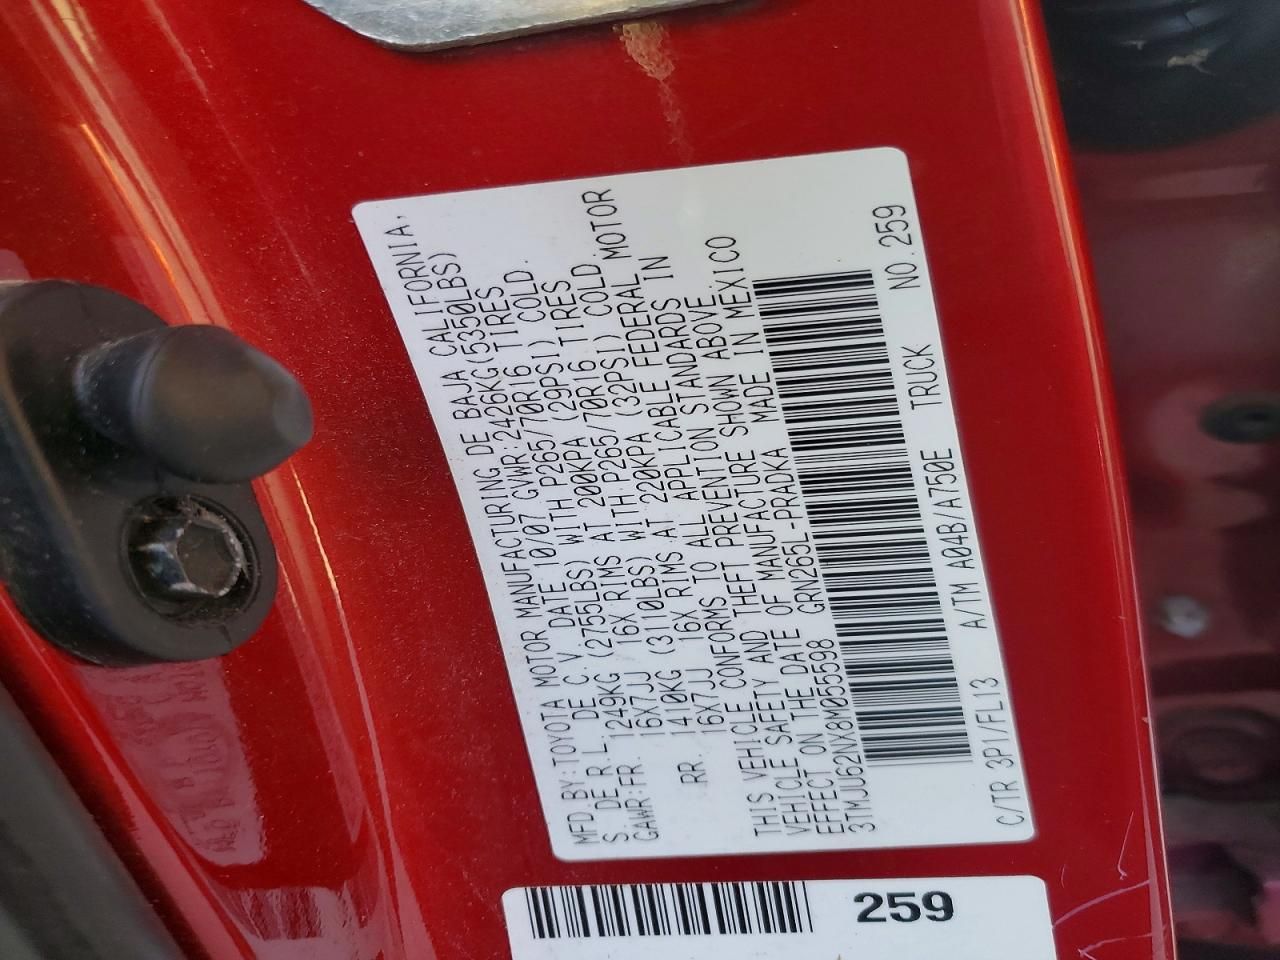 MFD. BY:TOYOTA MOTOR MANUFACTURING DE BAJA CALIFORNIA,
S. DE R.L. DE C.V. DATE 10/07 GVWR 2426KG(5350LBS)
GAWR:FR. 1249KG (2755LBS) WITH P265/70R16 TIRES
16X7JJ 16X RIMS AT 200KPA (29PSI) COLD.
RR. 1410KG (3110LBS) WITH P265/70R16 TIRES
16X7JJ 16X RIMS AT 220KPA (32PSI) COLD.
THIS VEHICLE CONFORMS TO ALL APPLICABLE FEDERAL MOTOR
VEHICLE SAFETY AND THEFT PREVENTION STANDARDS IN
EFFECT ON THE DATE OF MANUFACTURE SHOWN ABOVE.
3TMJU62NX8M055598 GRN265L-PRADKA MADE IN MEXICO
C/TR 3P1/FL13 A/TM A04B/A750E TRUCK NO.259
259